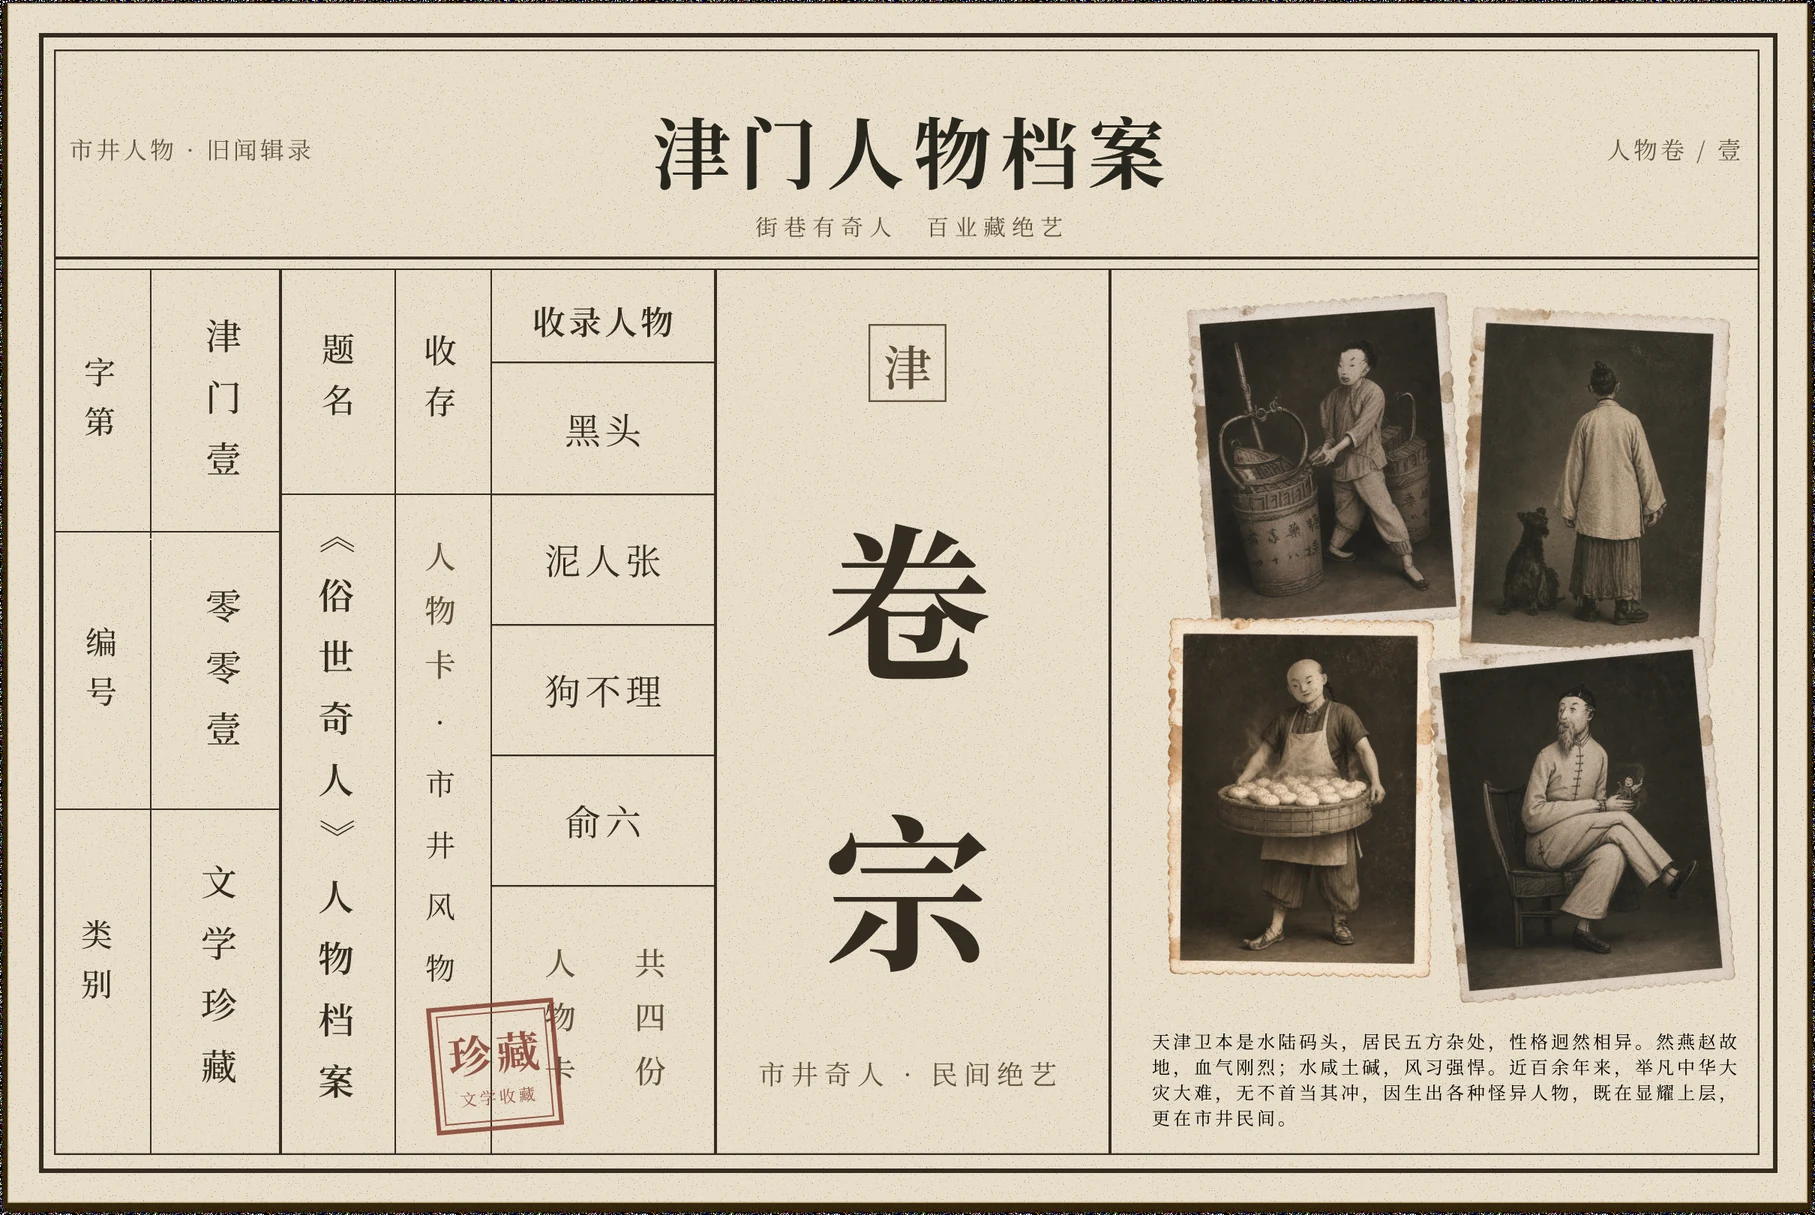 市井人物 · 旧闻辑录
津门人物档案
街巷有奇人 百业藏绝艺
人物卷 / 壹
字第
津门壹
编号
零零壹
类别
文学珍藏
题名
《俗世奇人》人物档案
收存
人物卡·市井风物
收录人物
黑头
泥人张
狗不理
俞六
共四份
人物卡
珍藏
文学收藏
津
卷宗
市井奇人 · 民间绝艺
天津卫本是水陆码头，居民五方杂处，性格迥然相异。然燕赵故
地，血气刚烈；水咸土碱，风习强悍。近百余年来，举凡中华大
灾大难，无不首当其冲，因生出各种怪异人物，既在显耀上层，
更在市井民间。